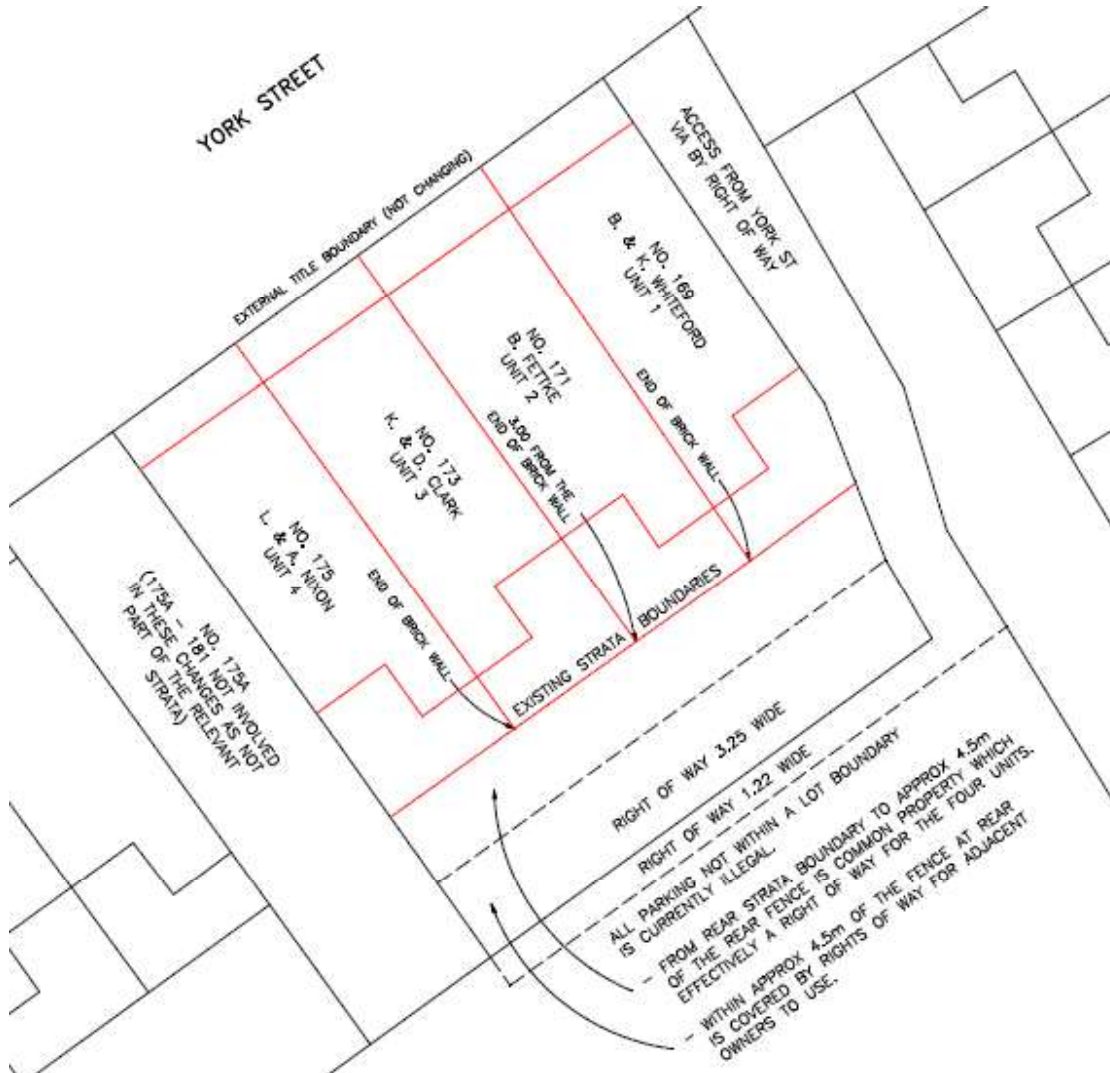 YORK STREET
EXTERNAL TITLE BOUNDARY (NOT CHANGING)
ACCESS FROM YORK ST
VIA BY RIGHT OF WAY
NO. 169
B. & K. WHITEFORD
UNIT 1
END OF BRICK WALL
NO. 171
B. FETTKE
UNIT 2
3.00 FROM THE
END OF BRICK WALL
NO. 173
K. & D. CLARK
UNIT 3
END OF BRICK WALL
NO. 175
L. & A. NIXON
UNIT 4
NO. 175A
(175A - 181 NOT INVOLVED
IN THESE CHANGES AS NOT
PART OF THE RELEVANT
STRATA)
EXISTING STRATA BOUNDARIES
RIGHT OF WAY 3.25 WIDE
RIGHT OF WAY 1.22 WIDE
ALL PARKING NOT WITHIN A LOT BOUNDARY
IS CURRENTLY ILLEGAL.
- FROM REAR STRATA BOUNDARY TO APPROX 4.5m
OF THE REAR FENCE IS COMMON PROPERTY WHICH
EFFECTIVELY A RIGHT OF WAY FOR THE FOUR UNITS.
- WITHIN APPROX 4.5m OF THE FENCE AT REAR
IS COVERED BY RIGHTS OF WAY FOR ADJACENT
OWNERS TO USE.